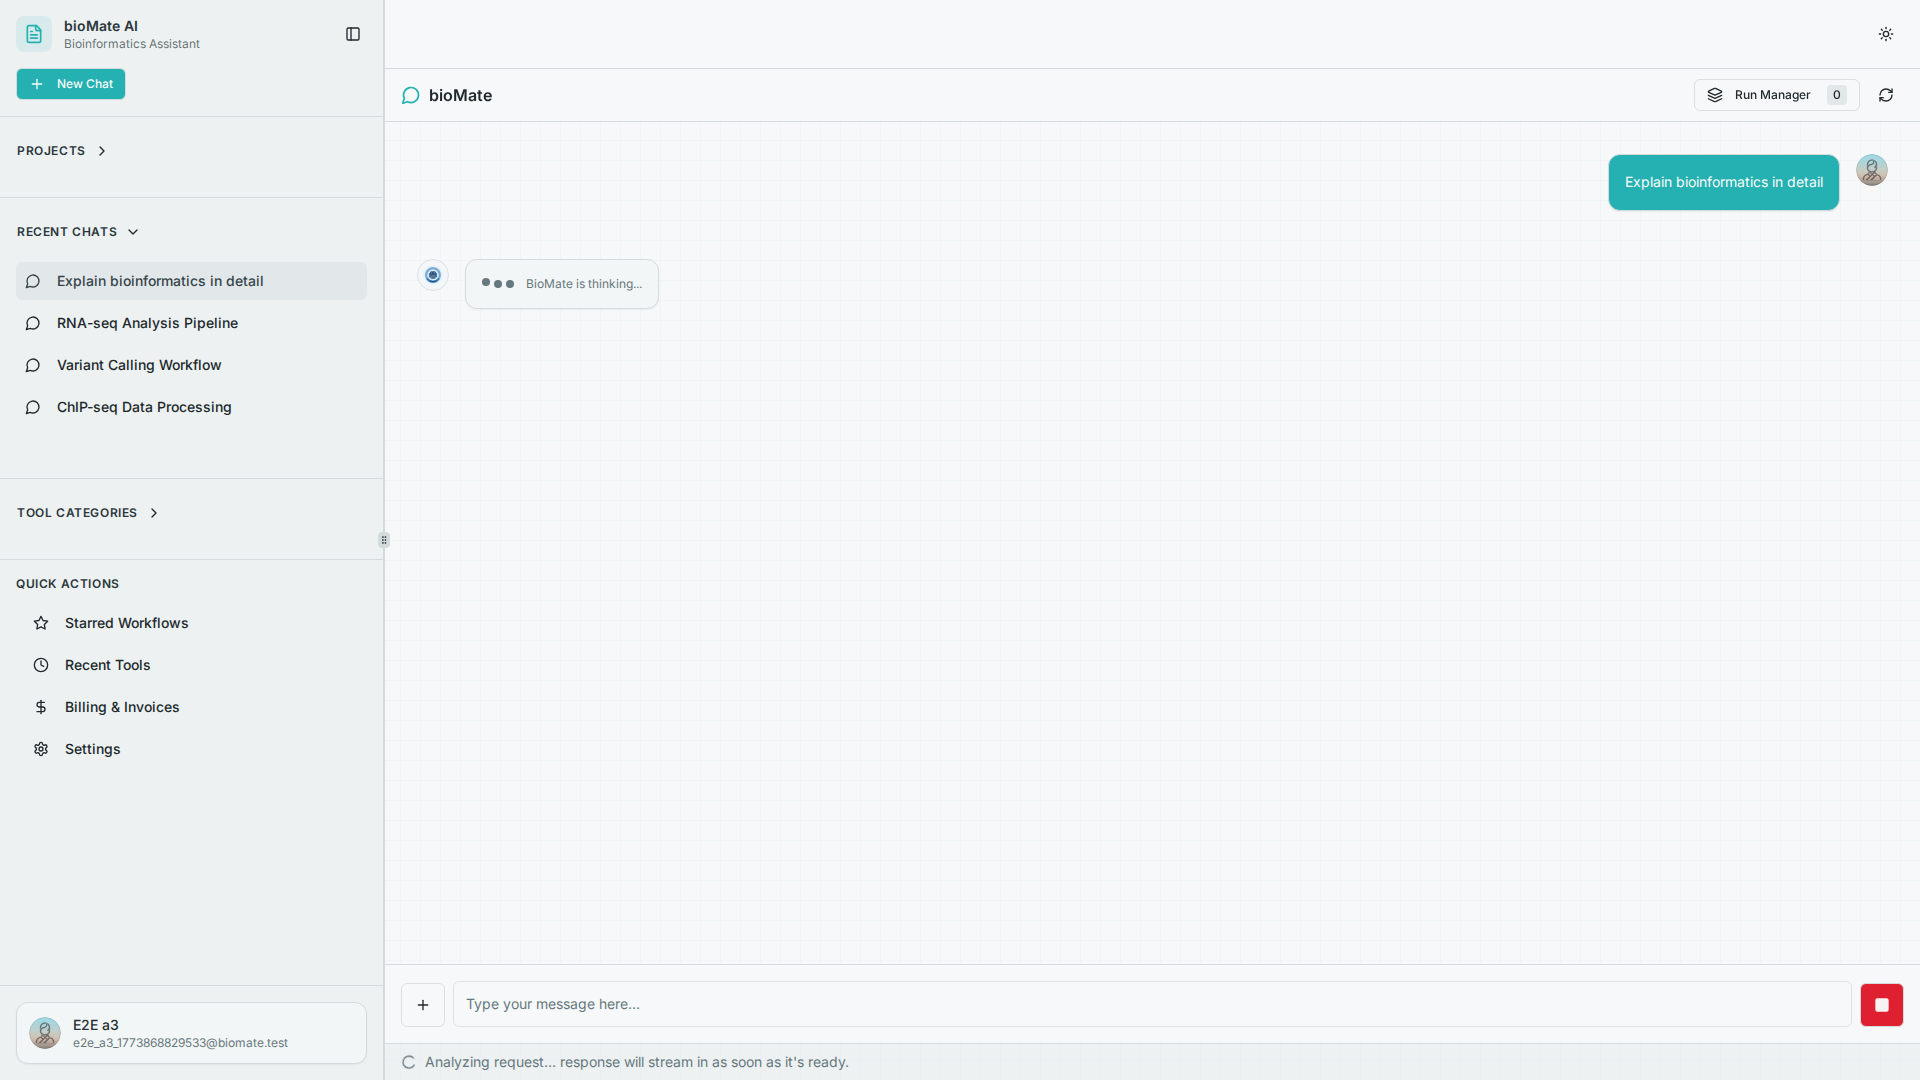 bioMate AI
Bioinformatics Assistant
New Chat
PROJECTS
RECENT CHATS
Explain bioinformatics in detail
RNA-seq Analysis Pipeline
Variant Calling Workflow
ChIP-seq Data Processing
TOOL CATEGORIES
QUICK ACTIONS
Starred Workflows
Recent Tools
Billing & Invoices
Settings
E2E a3
e2e_a3_1773868829533@biomate.test
bioMate
Run Manager 0
Explain bioinformatics in detail
BioMate is thinking...
Type your message here...
Analyzing request... response will stream in as soon as it's ready.